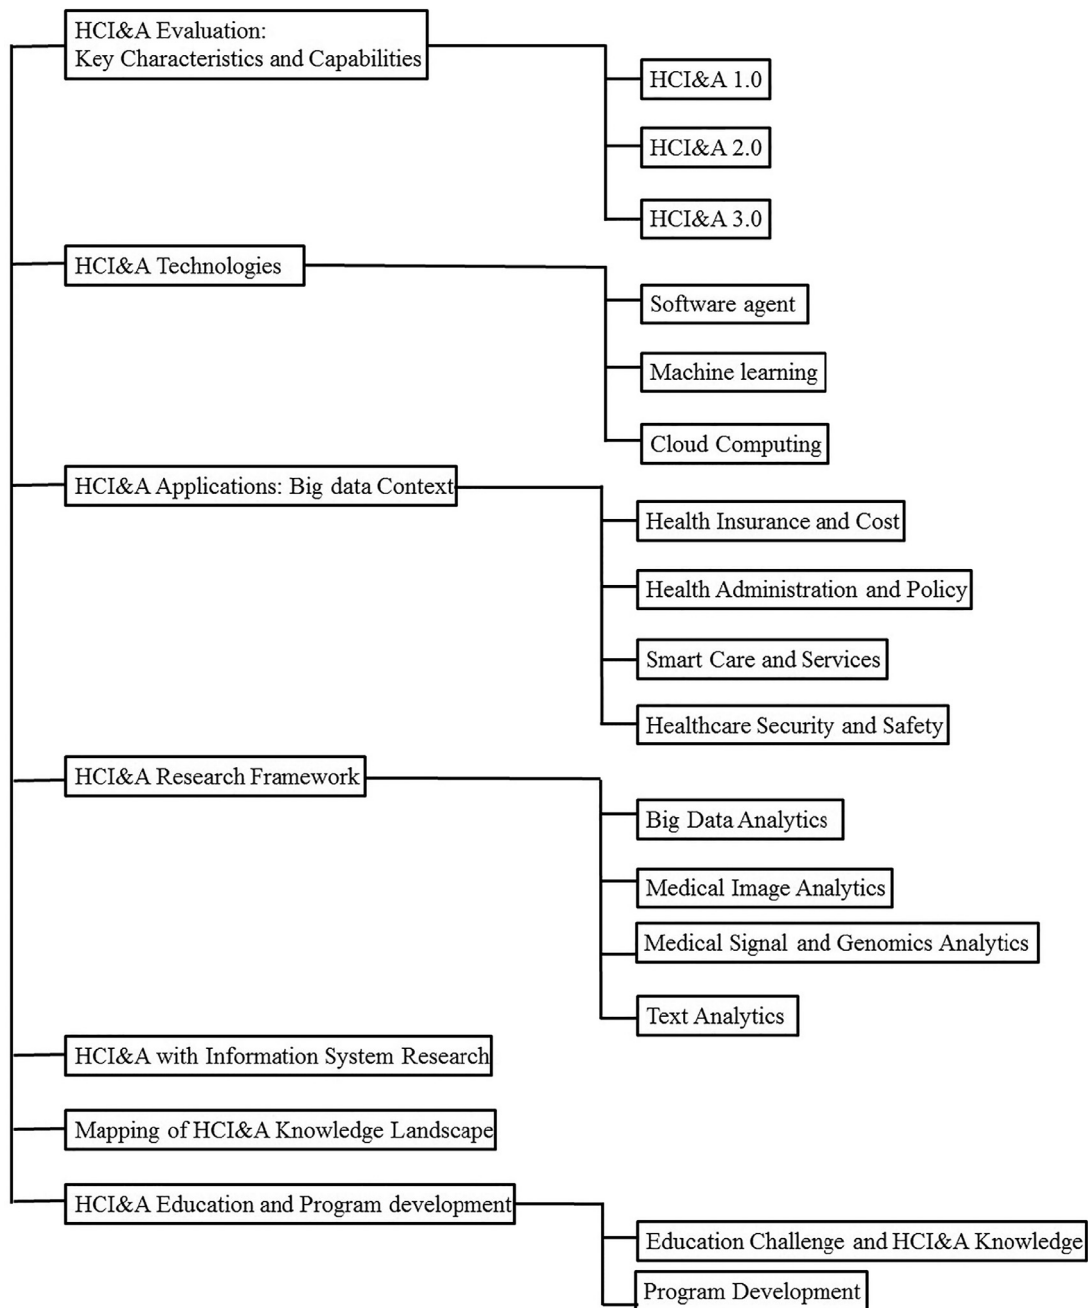 HCI&A Evaluation:
Key Characteristics and Capabilities
HCI&A 1.0
HCI&A 2.0
HCI&A 3.0
HCI&A Technologies
Software agent
Machine learning
Cloud Computing
HCI&A Applications: Big data Context
Health Insurance and Cost
Health Administration and Policy
Smart Care and Services
Healthcare Security and Safety
HCI&A Research Framework
Big Data Analytics
Medical Image Analytics
Medical Signal and Genomics Analytics
Text Analytics
HCI&A with Information System Research
Mapping of HCI&A Knowledge Landscape
HCI&A Education and Program development
Education Challenge and HCI&A Knowledge
Program Development